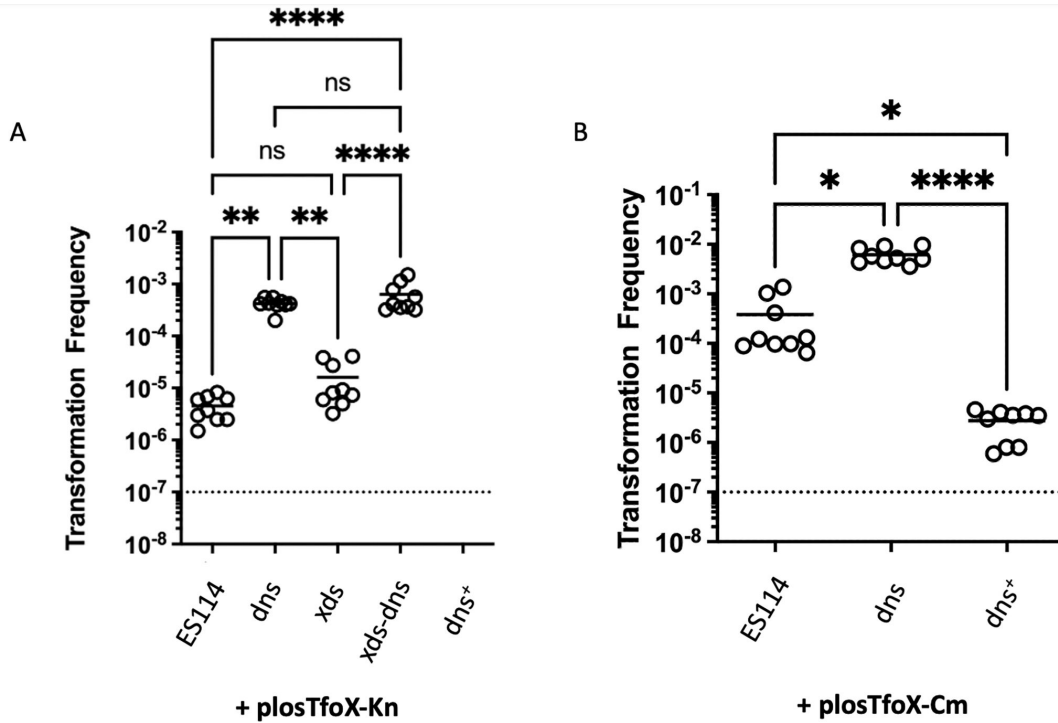 A
****
ns
ns
****
**
**
Transformation Frequency
10-2
10-3
10-4
10-5
10-6
10-7
10-8
ES114
dns
xds
xds-dns
dns+
+ plosTfoX-Kn
B
*
*
****
Transformation Frequency
10-1
10-2
10-3
10-4
10-5
10-6
10-7
10-8
ES114
dns
dns+
+ plosTfoX-Cm